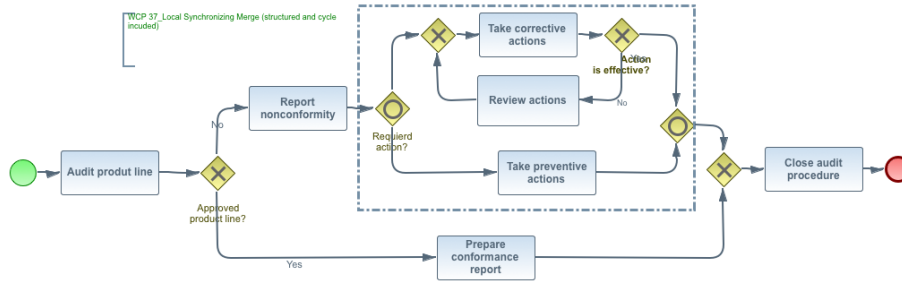 WCP 37_Local Synchronizing Merge (structured and cycle
incuded)
Take corrective
actions
Yes
Action
is effective?
Review actions
No
Report
nonconformity
No
Requierd
action?
Audit produt line
Take preventive
actions
Close audit
procedure
Approved
product line?
Yes
Prepare
conformance
report